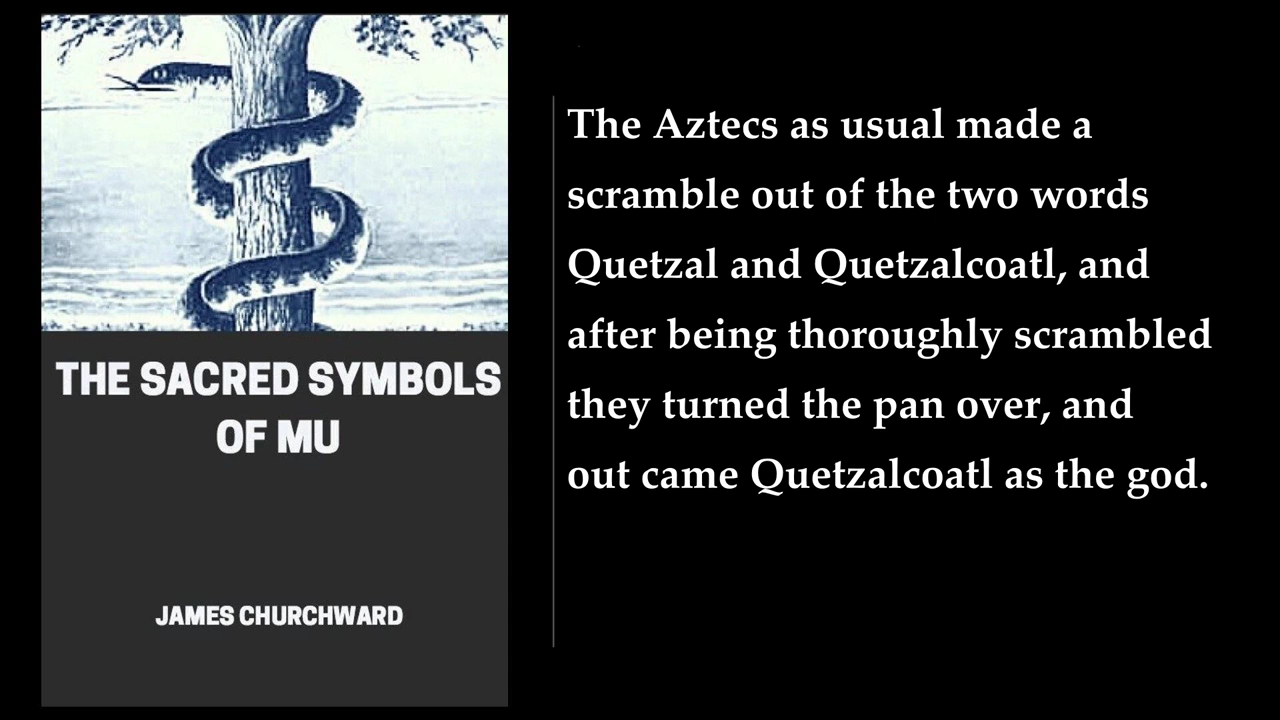 THE SACRED SYMBOLS
OF MU
JAMES CHURCHWARD
The Aztecs as usual made a
scramble out of the two words
Quetzal and Quetzalcoatl, and
after being thoroughly scrambled
they turned the pan over, and
out came Quetzalcoatl as the god.